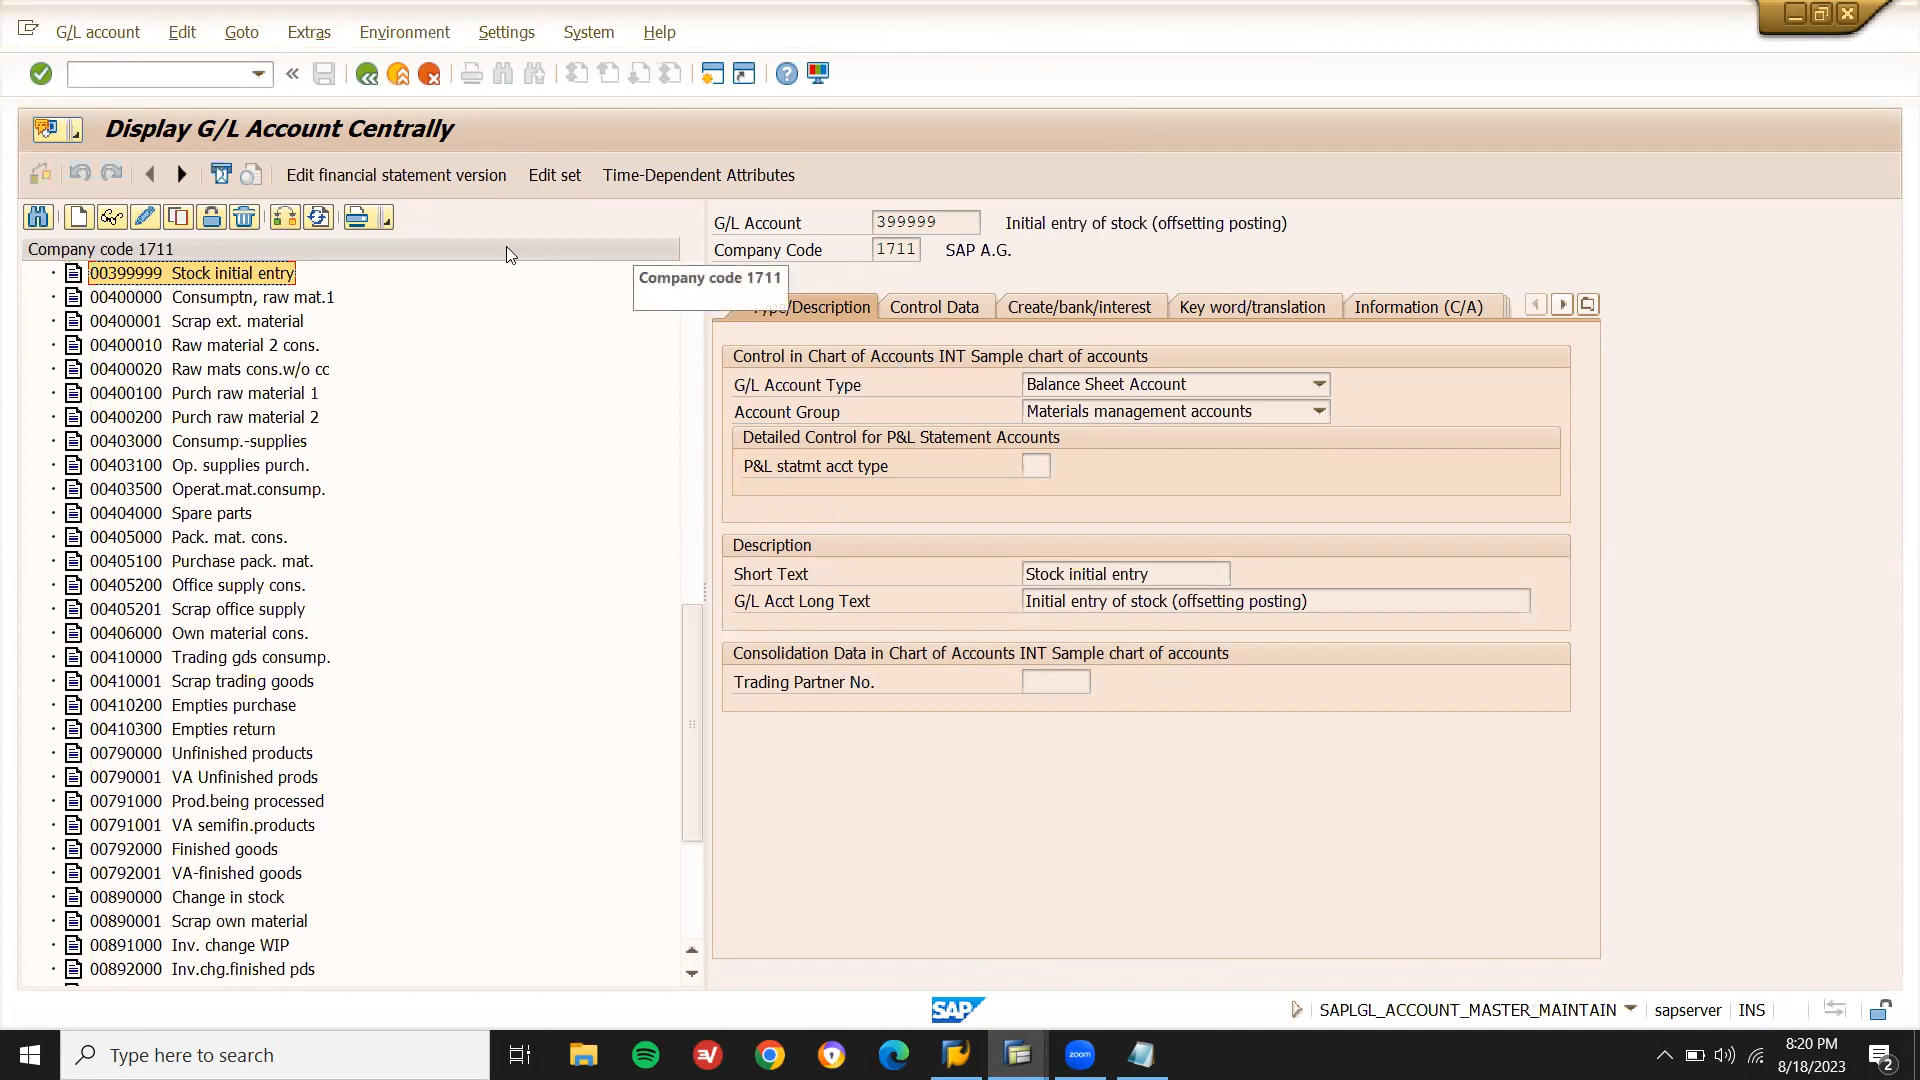 G/L account Edit Goto Extras Environment Settings System Help
Display G/L Account Centrally
Edit financial statement version Edit set Time-Dependent Attributes
Company code 1711
00399999 Stock initial entry
00400000 Consumptn, raw mat.1
00400001 Scrap ext. material
00400010 Raw material 2 cons.
00400020 Raw mats cons.w/o cc
00400100 Purch raw material 1
00400200 Purch raw material 2
00403000 Consump.-supplies
00403100 Op. supplies purch.
00403500 Operat.mat.consump.
00404000 Spare parts
00405000 Pack. mat. cons.
00405100 Purchase pack. mat.
00405200 Office supply cons.
00405201 Scrap office supply
00406000 Own material cons.
00410000 Trading gds consump.
00410001 Scrap trading goods
00410200 Empties purchase
00410300 Empties return
00790000 Unfinished products
00790001 VA Unfinished prods
00791000 Prod.being processed
00791001 VA semifin.products
00792000 Finished goods
00792001 VA-finished goods
00890000 Change in stock
00890001 Scrap own material
00891000 Inv. change WIP
00892000 Inv.chg.finished pds
G/L Account 399999 Initial entry of stock (offsetting posting)
Company Code 1711 SAP A.G.
Company code 1711
Type/Description Control Data Create/bank/interest Key word/translation Information (C/A)
Control in Chart of Accounts INT Sample chart of accounts
G/L Account Type Balance Sheet Account
Account Group Materials management accounts
Detailed Control for P&L Statement Accounts
P&L statmt acct type
Description
Short Text Stock initial entry
G/L Acct Long Text Initial entry of stock (offsetting posting)
Consolidation Data in Chart of Accounts INT Sample chart of accounts
Trading Partner No.
SAP
SAPLGL_ACCOUNT_MASTER_MAINTAIN sapserver INS
Type here to search
zoom
8:20 PM
8/18/2023
2